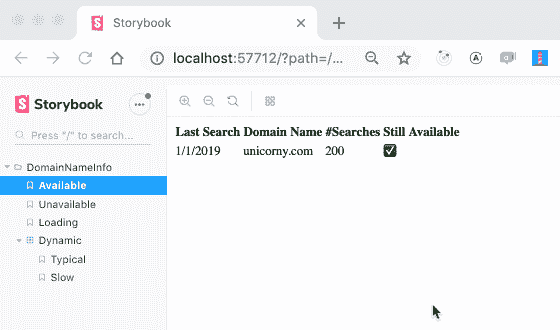 Storybook
localhost:57712/?path=/...
Storybook
Press "/" to search...
DomainNameInfo
Available
Unavailable
Loading
Dynamic
Typical
Slow
Last Search Domain Name #Searches Still Available
1/1/2019 unicorny.com 200